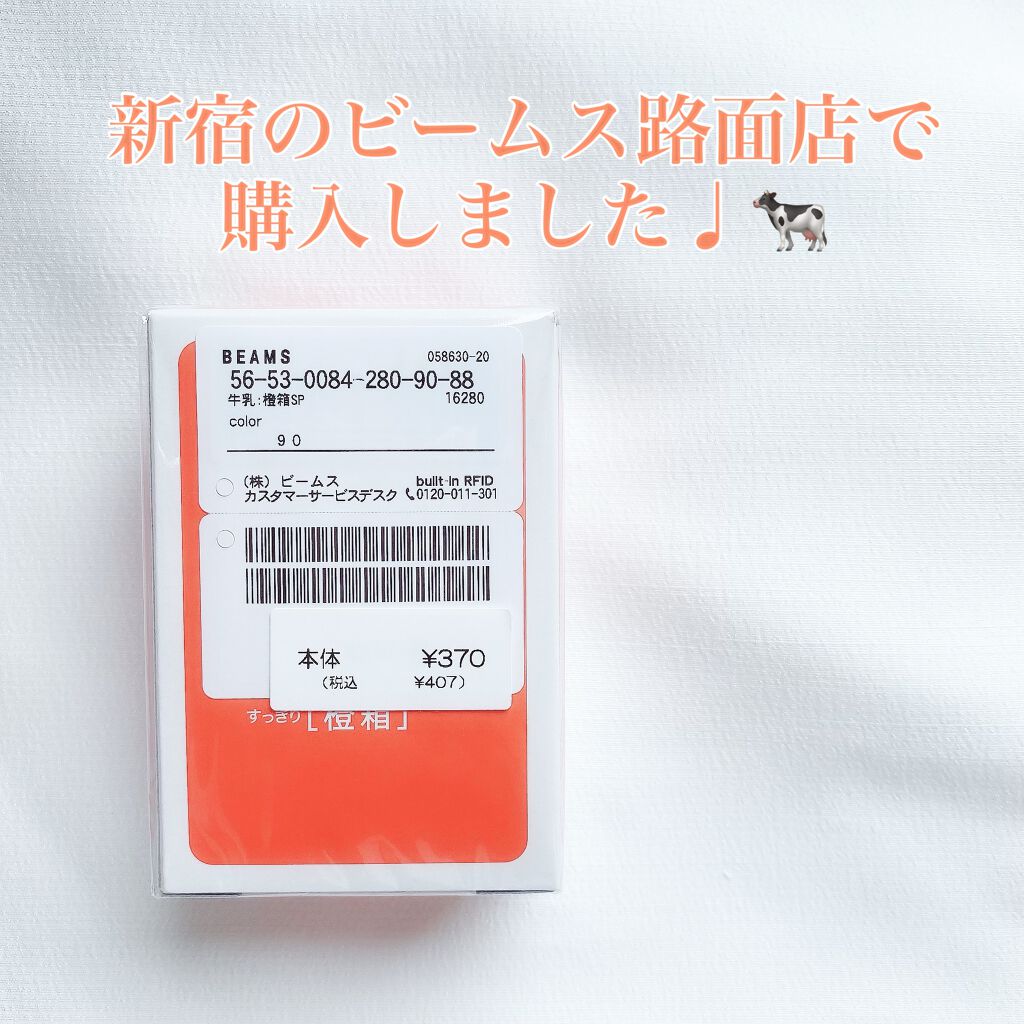 新宿のビームス路面店で
購入しました♩🐄
BEAMS 058630-20
56-53-0084-280-90-88
牛乳:橙箱SP 16280
color
90
(株) ビームス built-in RFID
カスタマーサービスデスク 📞0120-011-301
本体 ¥370
(税込 ¥407)
すっきり[橙箱]